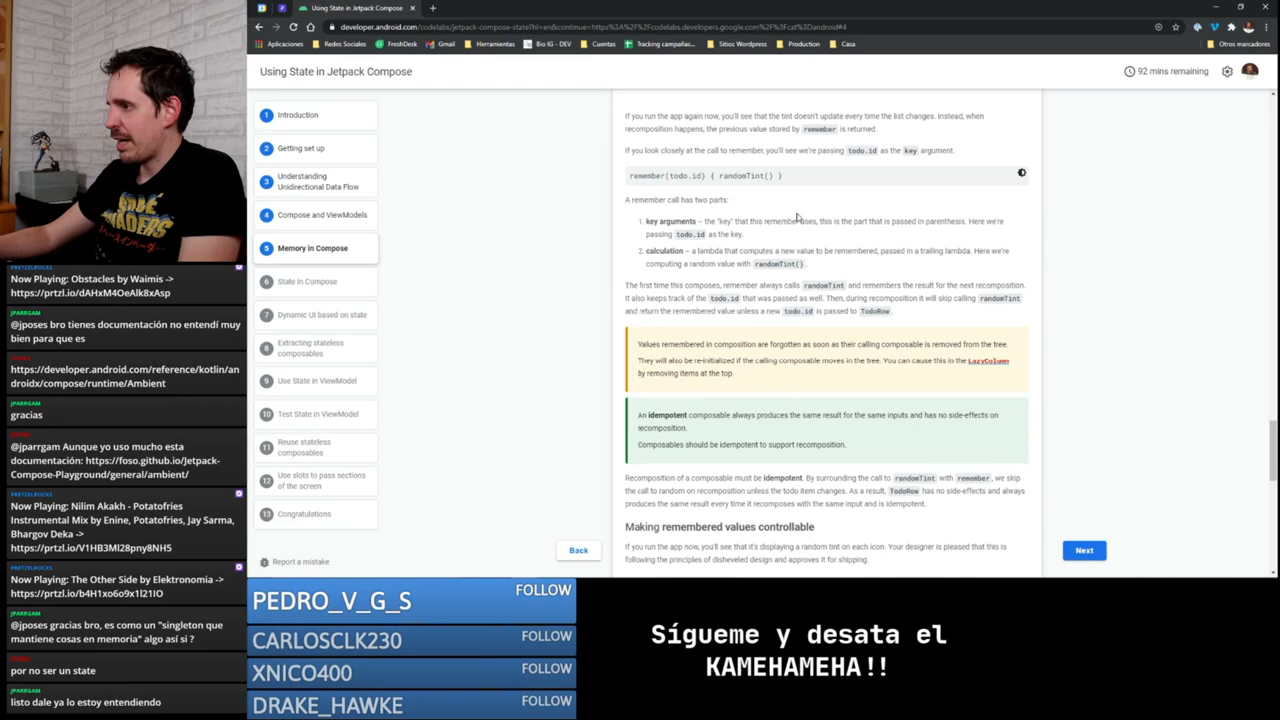 Using State in Jetpack Compose
developer.android.com/codelabs/jetpack-compose-state?hl=en&continue=https%3A%2F%2Fcodelabs.developers.google.com%2F%3Fcat%3Dandroid#4
Aplicaciones
Redes Sociales
FreshDesk
Gmail
Herramientas
Bio IG - DEV
Cuentas
Tracking campañas...
Sitios Wordpress
Production
Casa
Otros marcadores
Using State in Jetpack Compose
92 mins remaining
1 Introduction
2 Getting set up
3 Understanding
Unidirectional Data Flow
4 Compose and ViewModels
5 Memory in Compose
6 State in Compose
7 Dynamic UI based on state
8 Extracting stateless
composables
9 Use State in ViewModel
10 Test State in ViewModel
11 Reuse stateless
composables
12 Use slots to pass sections
of the screen
13 Congratulations
Report a mistake
If you run the app again now, you'll see that the tint doesn't update every time the list changes. Instead, when
recomposition happens, the previous value stored by remember is returned.
If you look closely at the call to remember, you'll see we're passing todo.id as the key argument.
remember(todo.id) { randomTint() }
A remember call has two parts:
1. key arguments – the "key" that this remember uses, this is the part that is passed in parenthesis. Here we're
passing todo.id as the key.
2. calculation – a lambda that computes a new value to be remembered, passed in a trailing lambda. Here we're
computing a random value with randomTint().
The first time this composes, remember always calls randomTint and remembers the result for the next recomposition.
It also keeps track of the todo.id that was passed as well. Then, during recomposition it will skip calling randomTint
and return the remembered value unless a new todo.id is passed to TodoRow.
Values remembered in composition are forgotten as soon as their calling composable is removed from the tree.
They will also be re-initialized if the calling composable moves in the tree. You can cause this in the LazyColumn
by removing items at the top.
An idempotent composable always produces the same result for the same inputs and has no side-effects on
recomposition.
Composables should be idempotent to support recomposition.
Recomposition of a composable must be idempotent. By surrounding the call to randomTint with remember, we skip
the call to random on recomposition unless the todo item changes. As a result, TodoRow has no side-effects and always
produces the same result every time it recomposes with the same input and is idempotent.
Making remembered values controllable
If you run the app now, you'll see that it's displaying a random tint on each icon. Your designer is pleased that this is
following the principles of disheveled design and approves it for shipping.
Back
Next
PRETZELROCKS
Now Playing: Obstacles by Waimis ->
https://prtzl.io/dAHxM4OeAlk8xAsp
JPARRGAM
@jposes bro tienes documentación no entendí muy
bien para que es
https://developer.android.com/reference/kotlin/an
droidx/compose/runtime/Ambient
JPARRGAM
gracias
@jparrgam Aunque yo uso mucho esta
documentación: https://foso.github.io/Jetpack-
Compose-Playground/general/ambient/
PRETZELROCKS
Now Playing: Nilim Akakh - Potatofries
Instrumental Mix by Enine, Potatofries, Jay Sarma,
Bhargov Deka ->
https://prtzl.io/V1HB3MI28pny8NH5
PRETZELROCKS
Now Playing: The Other Side by Elektronomia ->
https://prtzl.io/b4H1xo6o9x1l21IO
JPARRGAM
@jposes gracias bro, es como un "singleton que
mantiene cosas en memoria" algo así si ?
por no ser un state
JPARRGAM
listo dale ya lo estoy entendiendo
PEDRO_V_G_S FOLLOW
CARLOSCLK230 FOLLOW
XNICO400 FOLLOW
DRAKE_HAWKE FOLLOW
Sígueme y desata el
KAMEHAMEHA!!